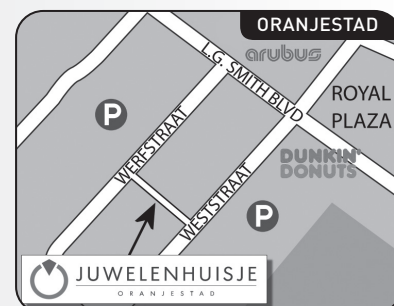 ORANJESTAD
arubus
L.G. SMITH BLVD
ROYAL
PLAZA
P
WERFSTRAAT
DUNKIN'
DONUTS
WESTSTRAAT
P
JUWELENHUISJE
ORANJESTAD